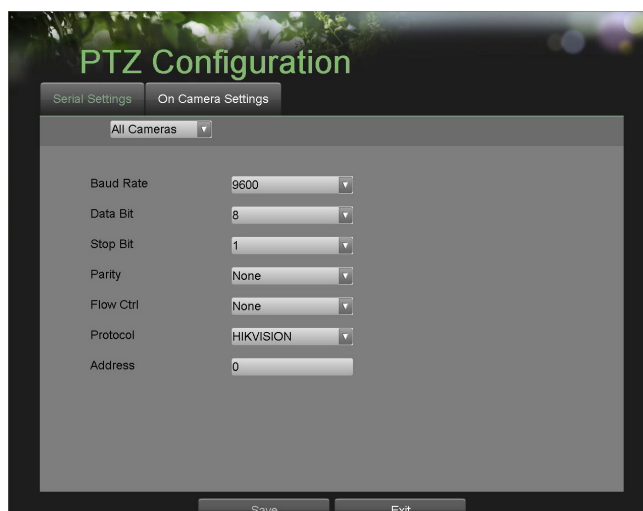 PTZ Configuration
Serial Settings On Camera Settings
All Cameras
Baud Rate 9600
Data Bit 8
Stop Bit 1
Parity None
Flow Ctrl None
Protocol HIKVISION
Address 0
Save Exit